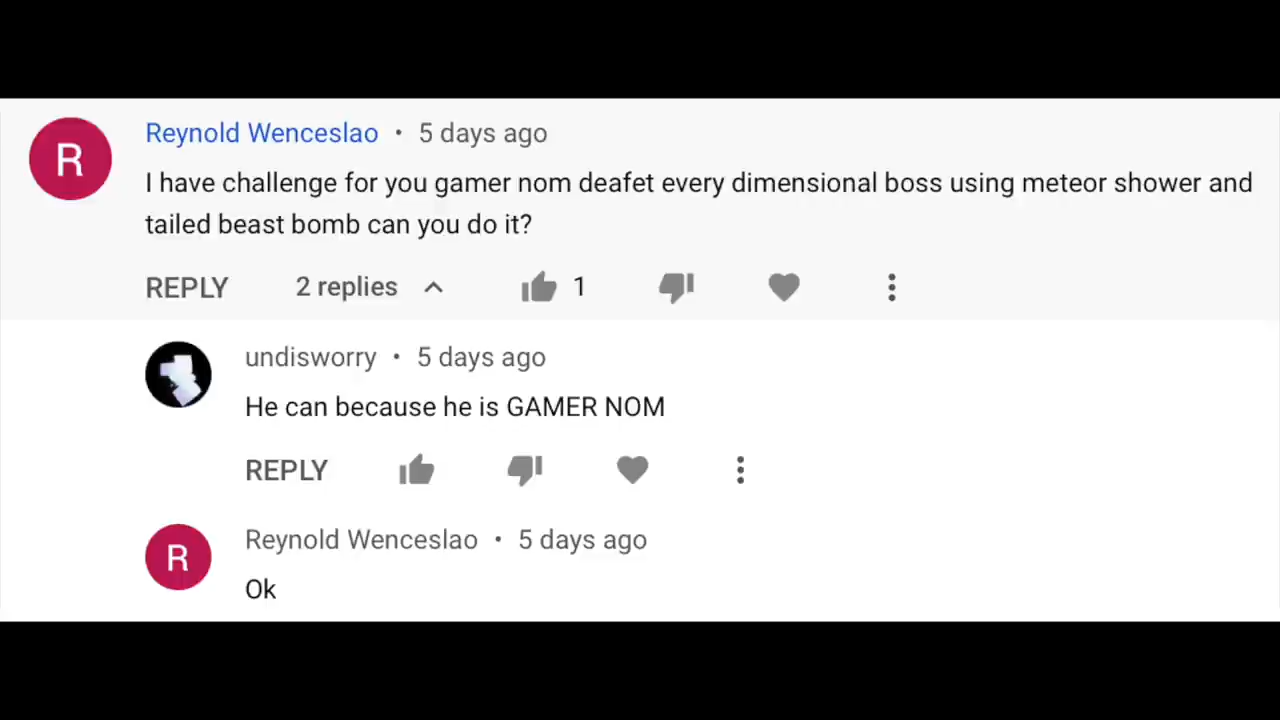 R
Reynold Wenceslao • 5 days ago
I have challenge for you gamer nom deafet every dimensional boss using meteor shower and
tailed beast bomb can you do it?
REPLY 2 replies 1
undisworry • 5 days ago
He can because he is GAMER NOM
REPLY
R
Reynold Wenceslao • 5 days ago
Ok